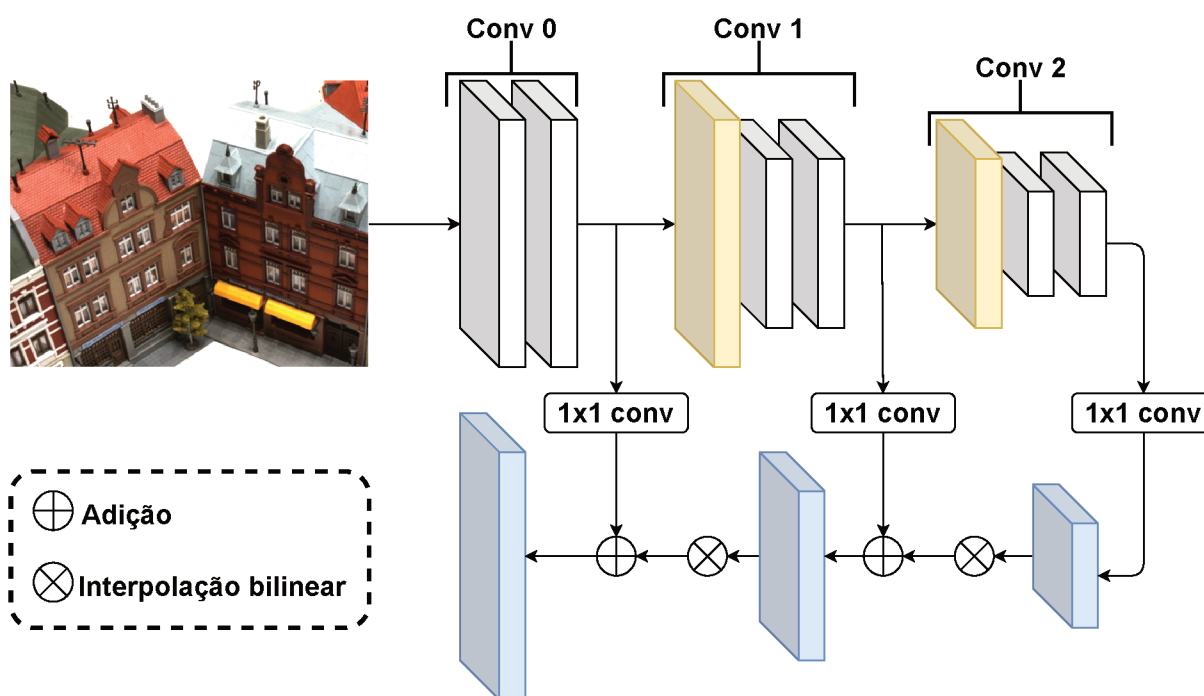 Conv 0
Conv 1
Conv 2
1x1 conv
1x1 conv
1x1 conv
Adição
Interpolação bilinear